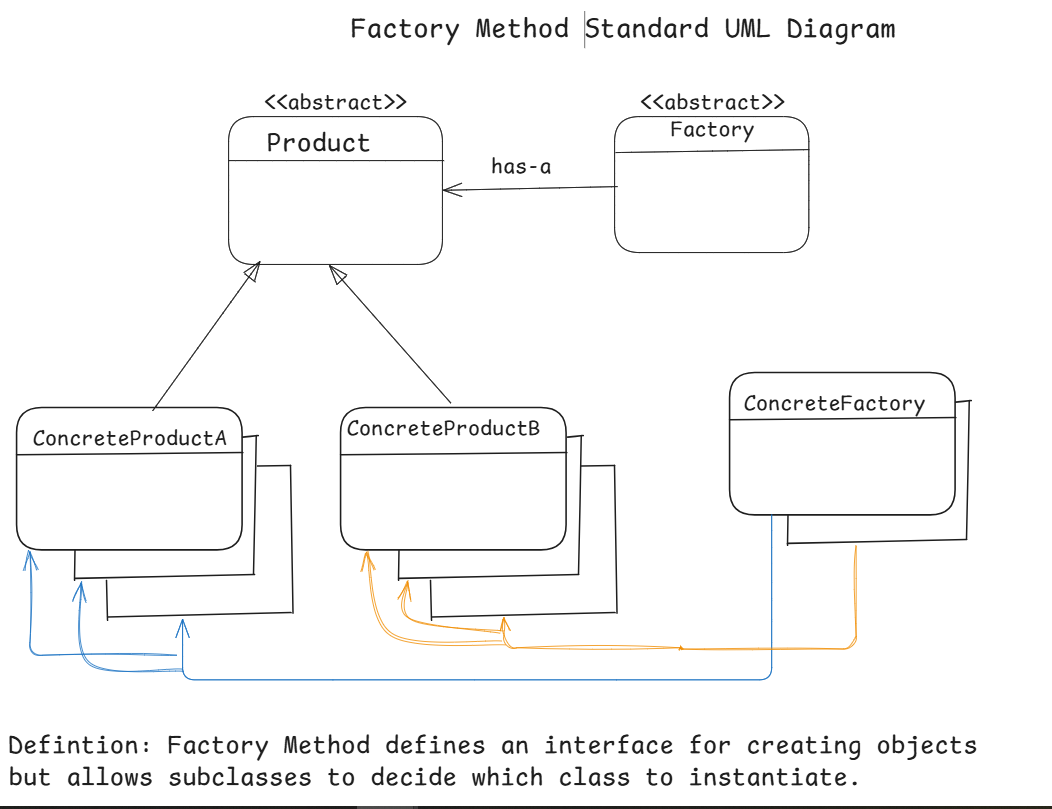 Factory Method Standard UML Diagram
<<abstract>>
<<abstract>>
Product
Factory
has-a
ConcreteProductA
ConcreteProductB
ConcreteFactory
Defintion: Factory Method defines an interface for creating objects
but allows subclasses to decide which class to instantiate.